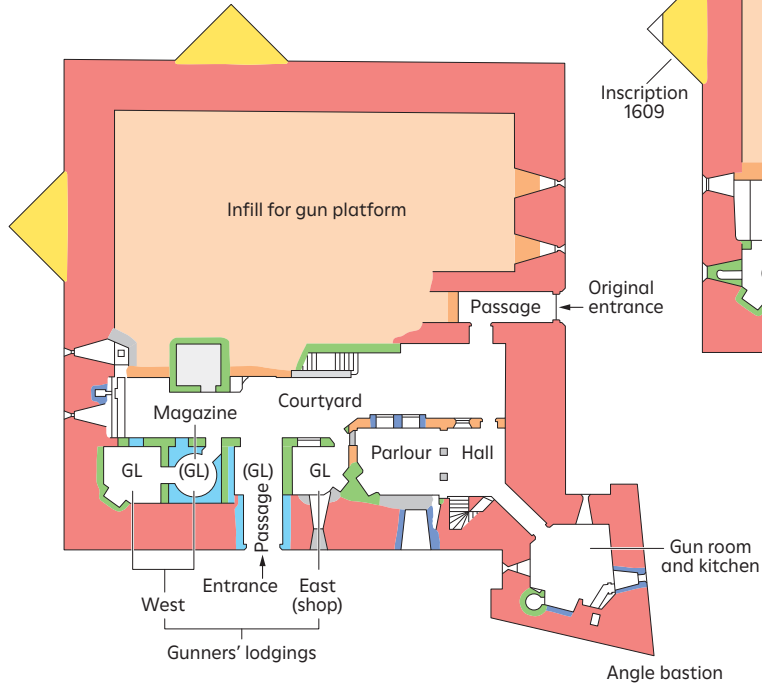 Inscription
1609
Infill for gun platform
Passage
Original
entrance
Magazine
Courtyard
GL
(GL)
(GL)
GL
Parlour
Hall
Passage
Gun room
and kitchen
Entrance
West
East
(shop)
Gunners' lodgings
Angle bastion